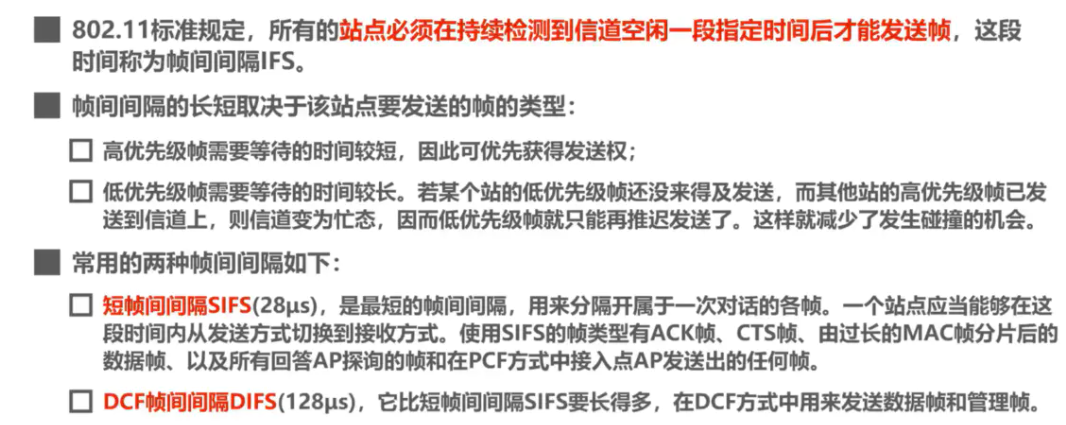 802.11标准规定，所有的站点必须在持续检测到信道空闲一段指定时间后才能发送帧，这段
时间称为帧间间隔IFS。
帧间间隔的长短取决于该站点要发送的帧的类型：
高优先级帧需要等待的时间较短，因此可优先获得发送权；
低优先级帧需要等待的时间较长。若某个站的低优先级帧还没来得及发送，而其他站的高优先级帧已发
送到信道上，则信道变为忙态，因而低优先级帧就只能再推迟发送了。这样就减少了发生碰撞的机会。
常用的两种帧间间隔如下：
短帧间间隔SIFS(28μs)，是最短的帧间间隔，用来分隔开属于一次对话的各帧。一个站点应当能够在这
段时间内从发送方式切换到接收方式。使用SIFS的帧类型有ACK帧、CTS帧、由过长的MAC帧分片后的
数据帧、以及所有回答AP探询的帧和在PCF方式中接入点AP发送出的任何帧。
DCF帧间间隔DIFS(128μs)，它比短帧间间隔SIFS要长得多，在DCF方式中用来发送数据帧和管理帧。